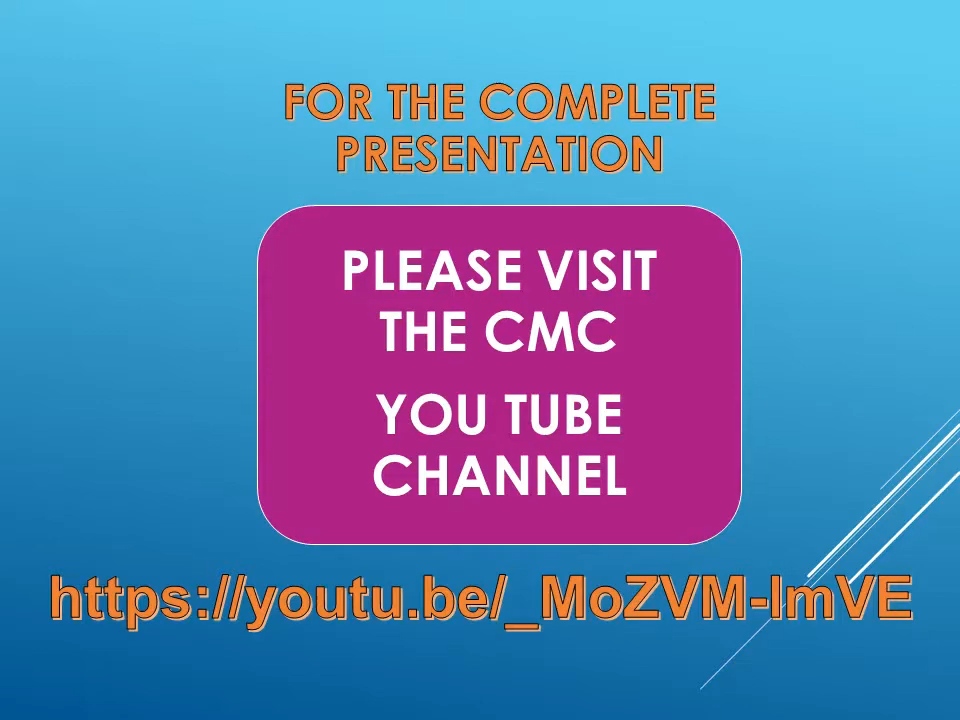 FOR THE COMPLETE
PRESENTATION
PLEASE VISIT
THE CMC
YOU TUBE
CHANNEL
https://youtu.be/_MoZVM-ImVE